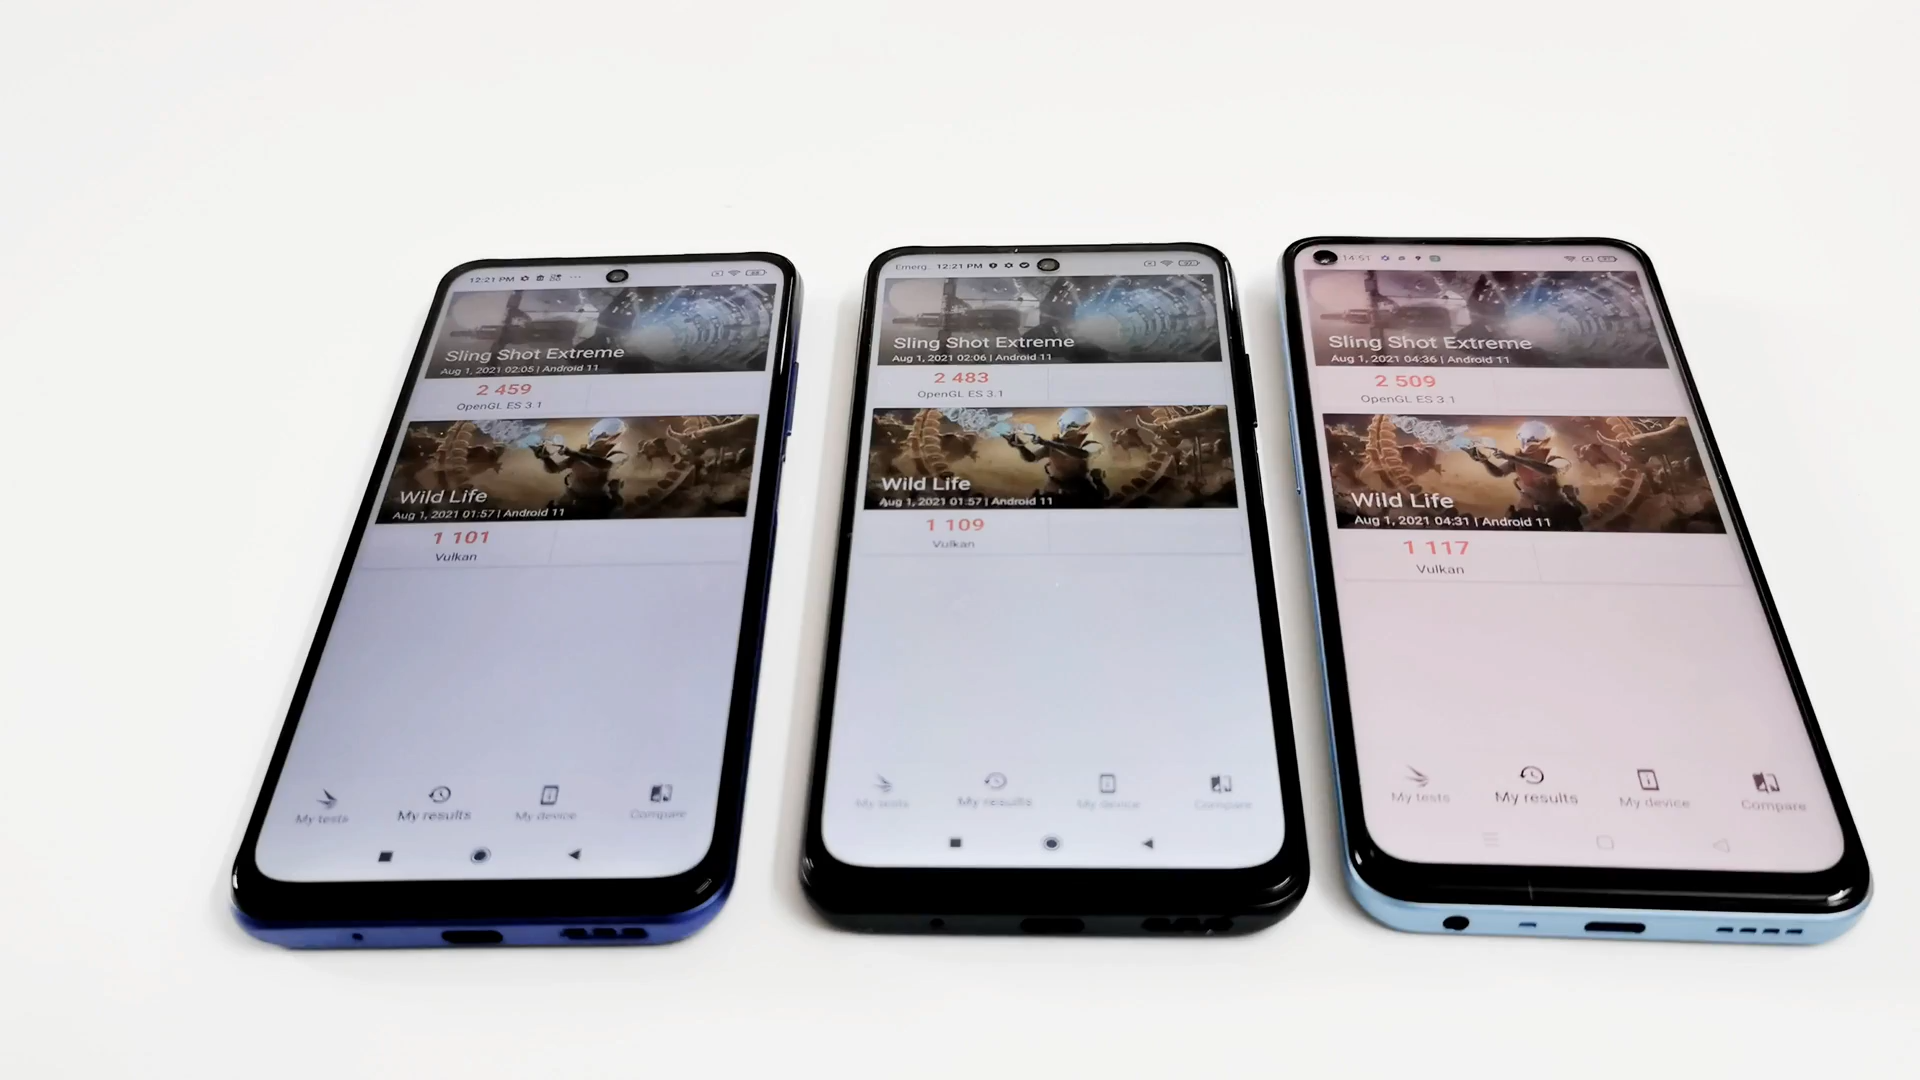 12:21 PM
Sling Shot Extreme
Aug 1, 2021 02:05 | Android 11
2 459
OpenGL ES 3.1
Wild Life
Aug 1, 2021 01:57 | Android 11
1 101
Vulkan
My tests
My results
My device
Compare
Emerg.. 12:21 PM
Sling Shot Extreme
Aug 1, 2021 02:06 | Android 11
2 483
OpenGL ES 3.1
Wild Life
Aug 1, 2021 01:57 | Android 11
1 109
Vulkan
My tests
My results
My device
Compare
14:51
Sling Shot Extreme
Aug 1, 2021 04:36 | Android 11
2 509
OpenGL ES 3.1
Wild Life
Aug 1, 2021 04:31 | Android 11
1 117
Vulkan
My tests
My results
My device
Compare